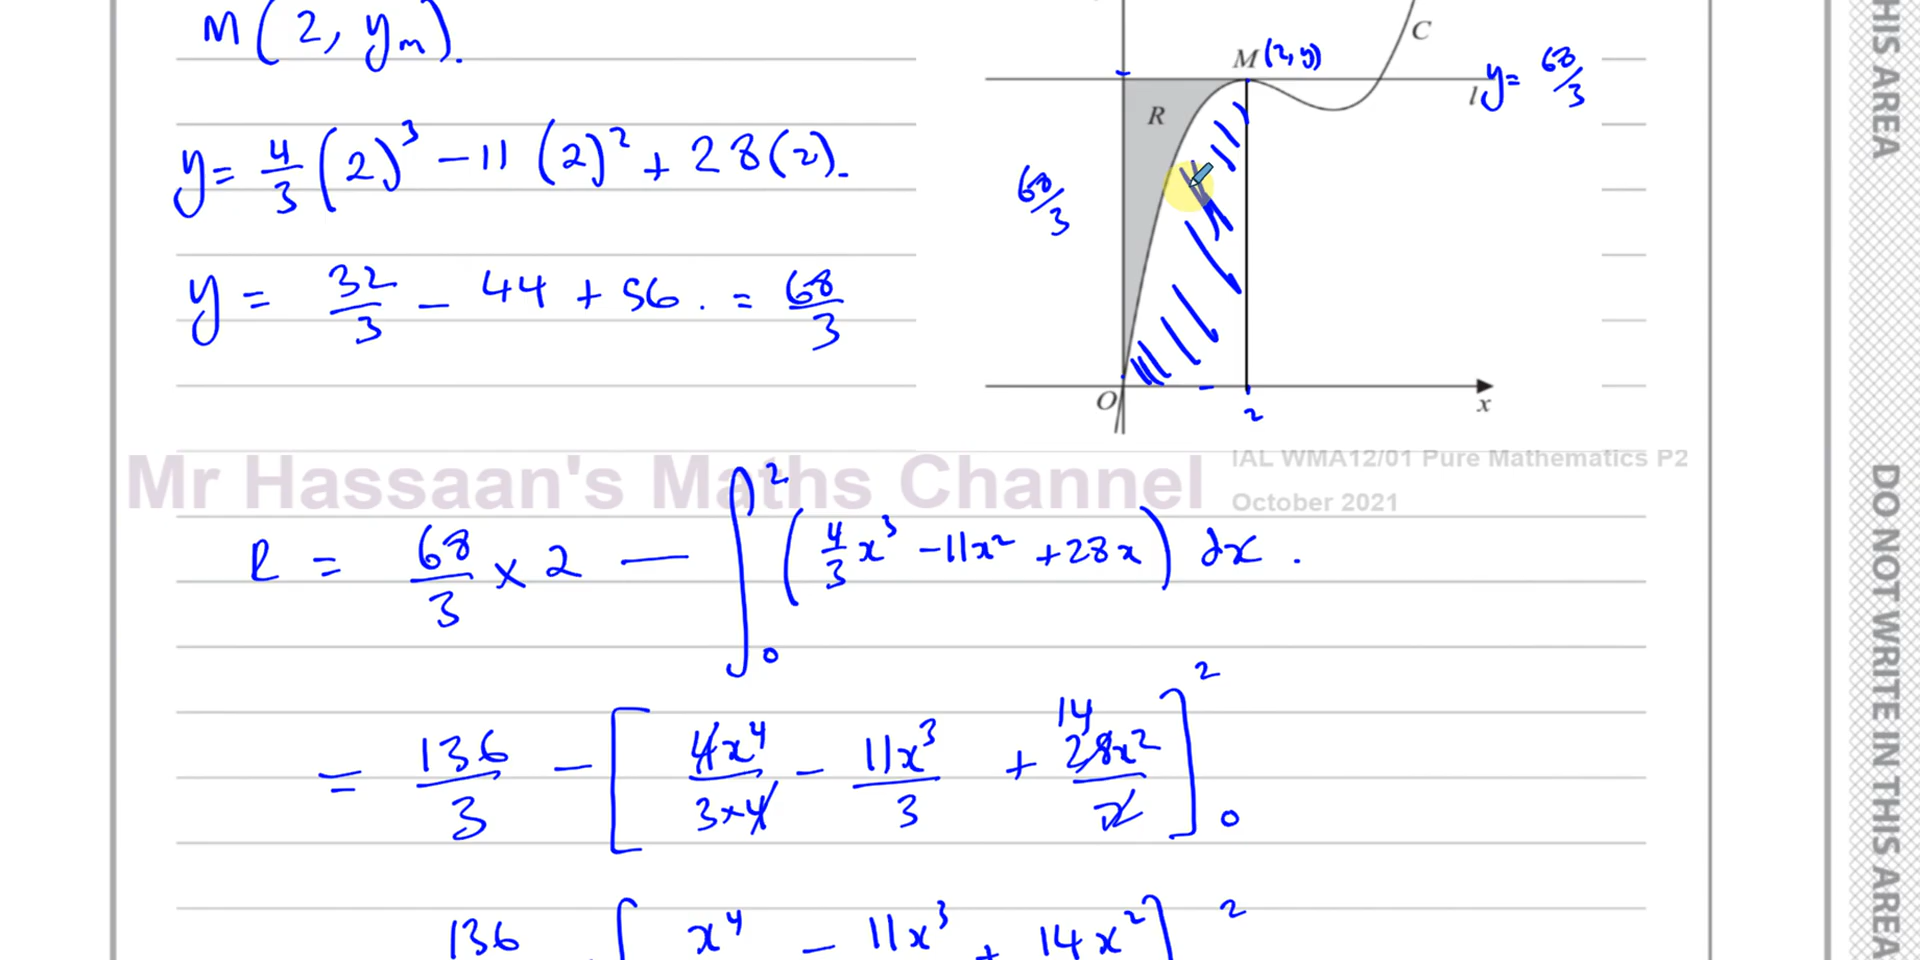 M(2, yₘ).
y = 4/3 (2)³ - 11 (2)² + 28(2).
y = 32/3 - 44 + 56. = 68/3
C
M (2, y)
R
l y = 68/3
68/3
O
2
x
Mr Hassaan's Maths Channel
IAL WMA12/01 Pure Mathematics P2
October 2021
R = 68/3 × 2 — ∫₀² (4/3 x³ - 11x² + 28x) dx .
= 136/3 - [ 4x⁴/3×4 - 11x³/3 + 14 28x²/2 ]₀²
136 [ x⁴ - 11x³ + 14x² ] 2
HIS AREA
DO NOT WRITE IN THIS AREA